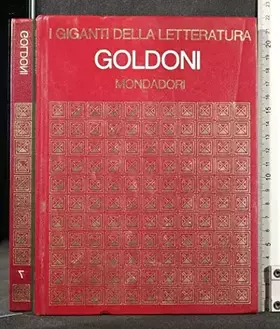 I GIGANTI DELLA LETTERATURA
GOLDONI
MONDADORI
GOLDONI
7